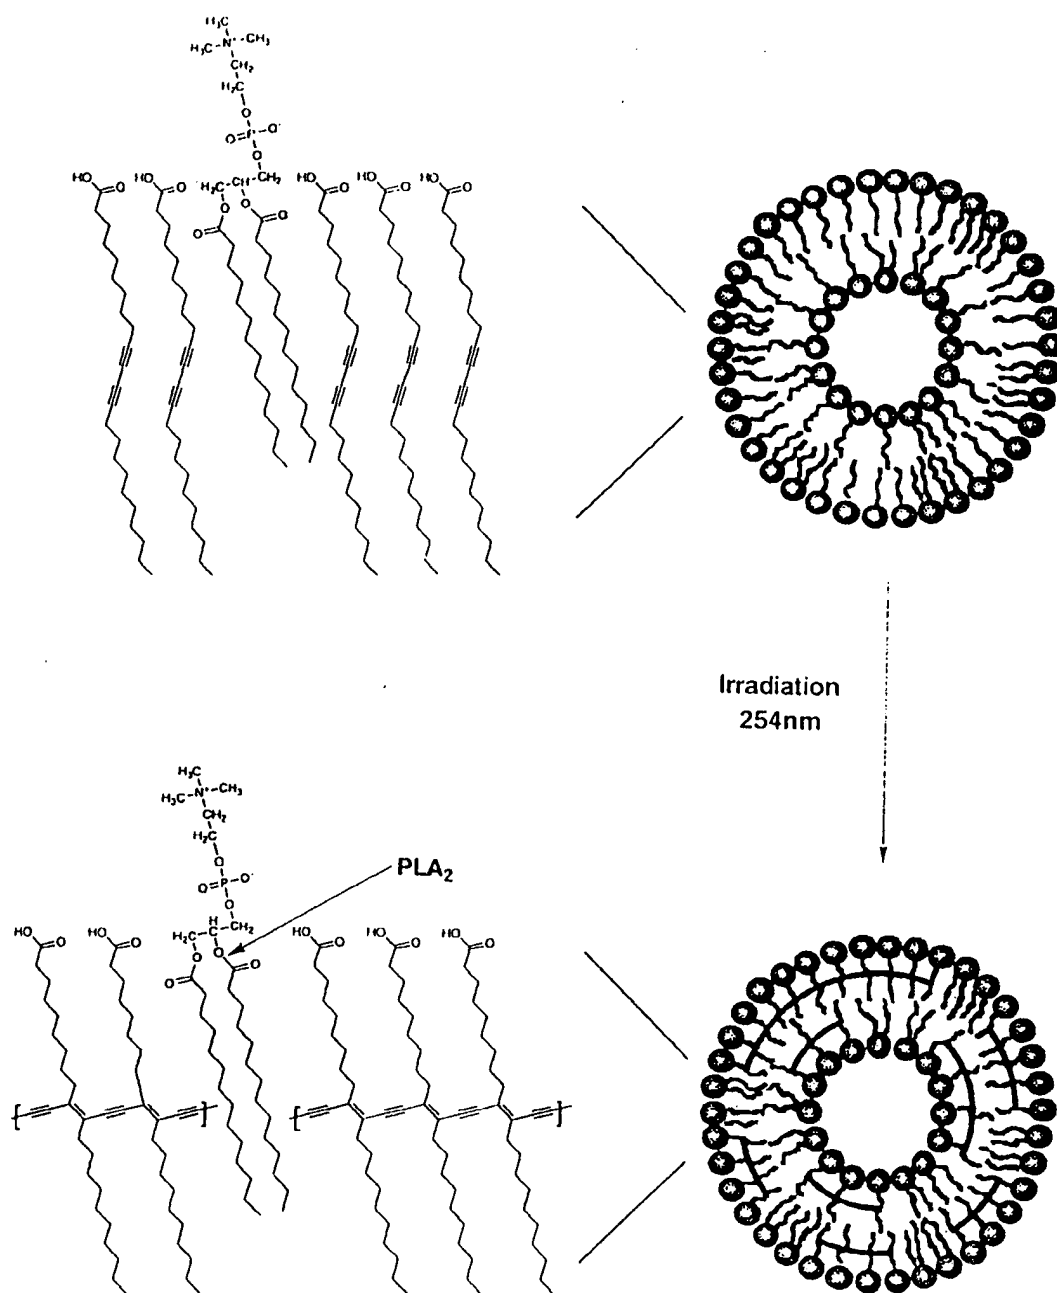 H₃C
H₃C-N⁺-CH₃
CH₂
H₂C
O
O=P-O⁻
O
HO O HO O H₂C-CH-CH₂ HO O HO O HO O
O O O
O
Irradiation
254nm
H₃C
H₃C-N⁺-CH₃
CH₂
H₂C
O
O=P-O⁻
PLA₂
O
H
HO O HO O H₂C C CH₂ HO O HO O HO O
O O
O O
[ ] [ ]